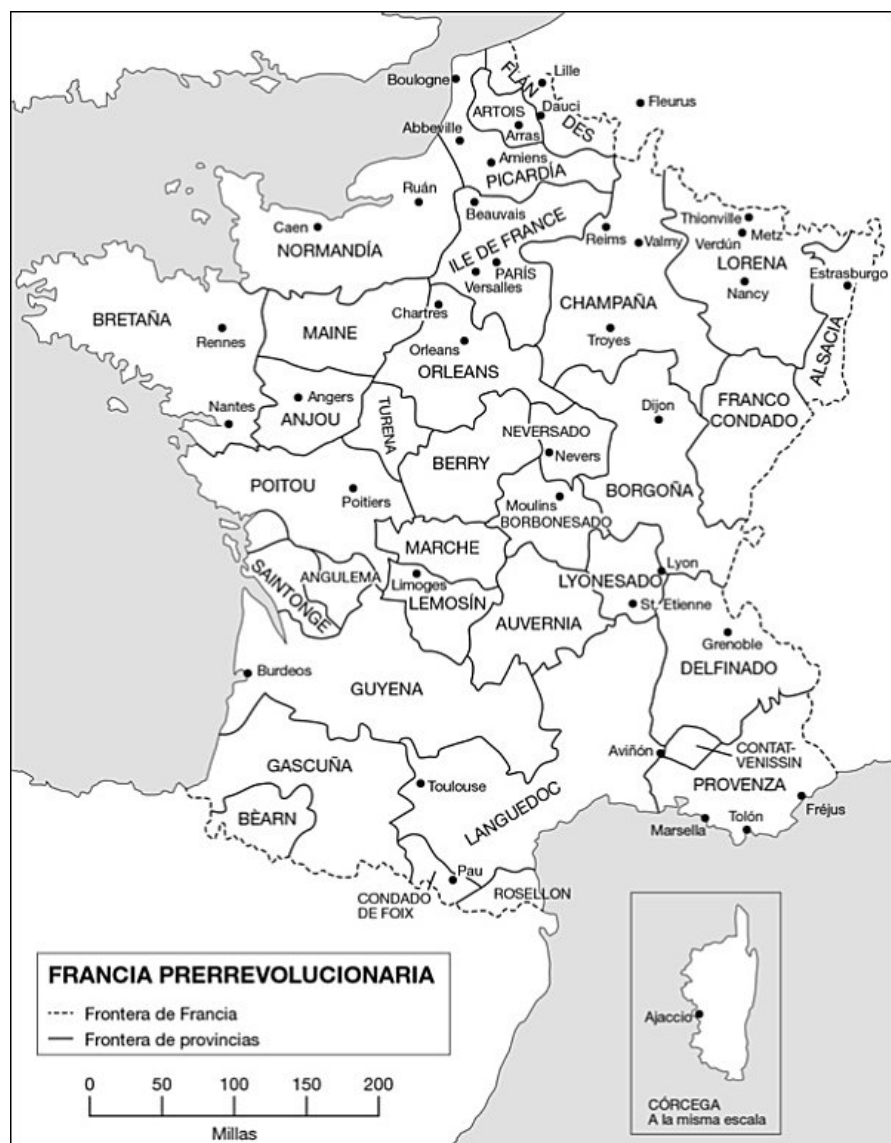 Lille
Boulogne
FLÁN
DES
Fleurus
ARTOIS
Dauci
Abbeville
Arras
Amiens
PICARDÍA
Ruán
Beauvais
Caen
NORMANDÍA
ILE DE FRANCE
Reims
Valmy
Thionville
Metz
Verdún
LORENA
Estrasburgo
PARÍS
Versalles
Nancy
CHAMPAÑA
Chartres
BRETAÑA
Rennes
MAINE
Orleans
ORLEANS
Troyes
ALSACIA
Angers
ANJOU
Nantes
TURENA
Dijon
FRANCO
CONDADO
NEVERSADO
Nevers
BERRY
POITOU
Poitiers
Moulins
BORBONESADO
BORGOÑA
MARCHE
SAINTONGE
ANGULEMA
Limoges
LEMOSÍN
LYONESADO
Lyon
St. Etienne
AUVERNIA
Grenoble
DELFINADO
Burdeos
GUYENA
Aviñón
CONTAT-
VENISSIN
GASCUÑA
Toulouse
PROVENZA
BÈARN
LANGUEDOC
Marsella
Tolón
Fréjus
Pau
CONDADO
DE FOIX
ROSELLON
FRANCIA PRERREVOLUCIONARIA
Frontera de Francia
Frontera de provincias
0 50 100 150 200
Millas
Ajaccio
CÓRCEGA
A la misma escala